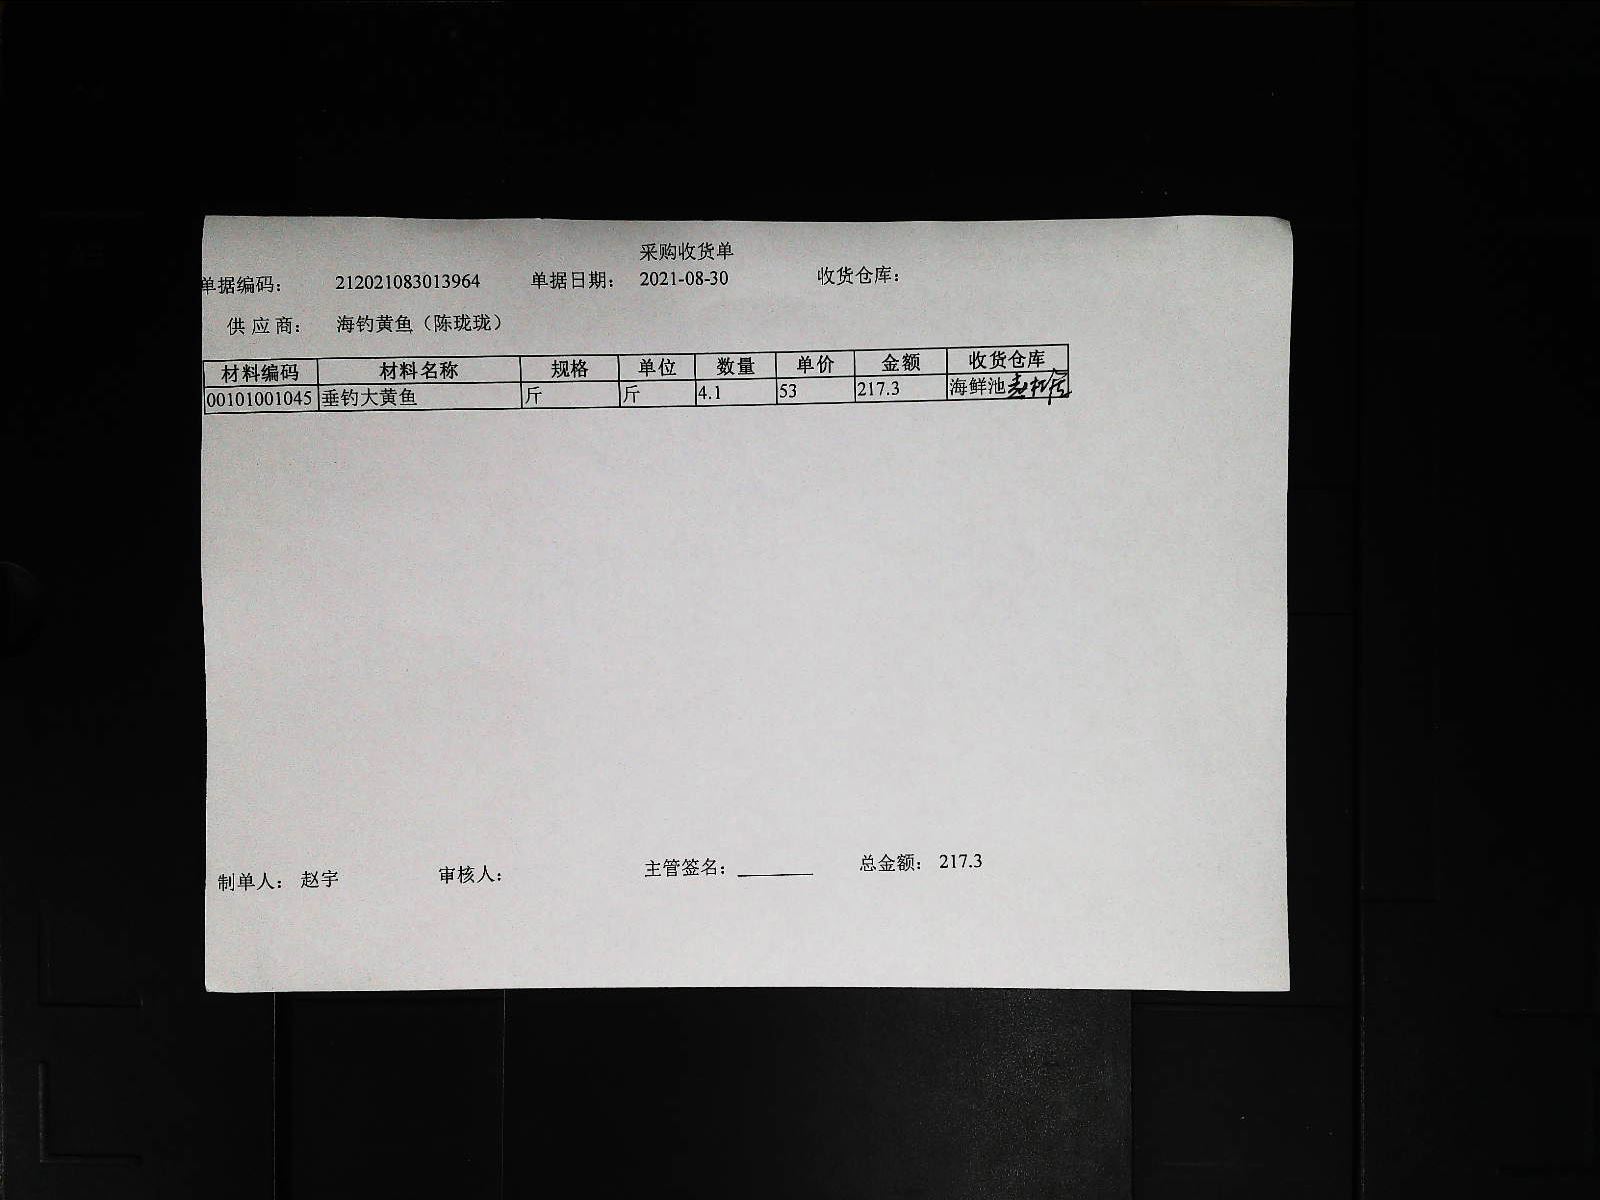 采购收货单
单据编码： 212021083013964 单据日期： 2021-08-30 收货仓库：
供应商： 海钓黄鱼（陈珑珑）
材料编码 材料名称 规格 单位 数量 单价 金额 收货仓库
00101001045 垂钓大黄鱼 斤 斤 4.1 53 217.3 海鲜池
制单人： 赵宇 审核人： 主管签名： 总金额： 217.3